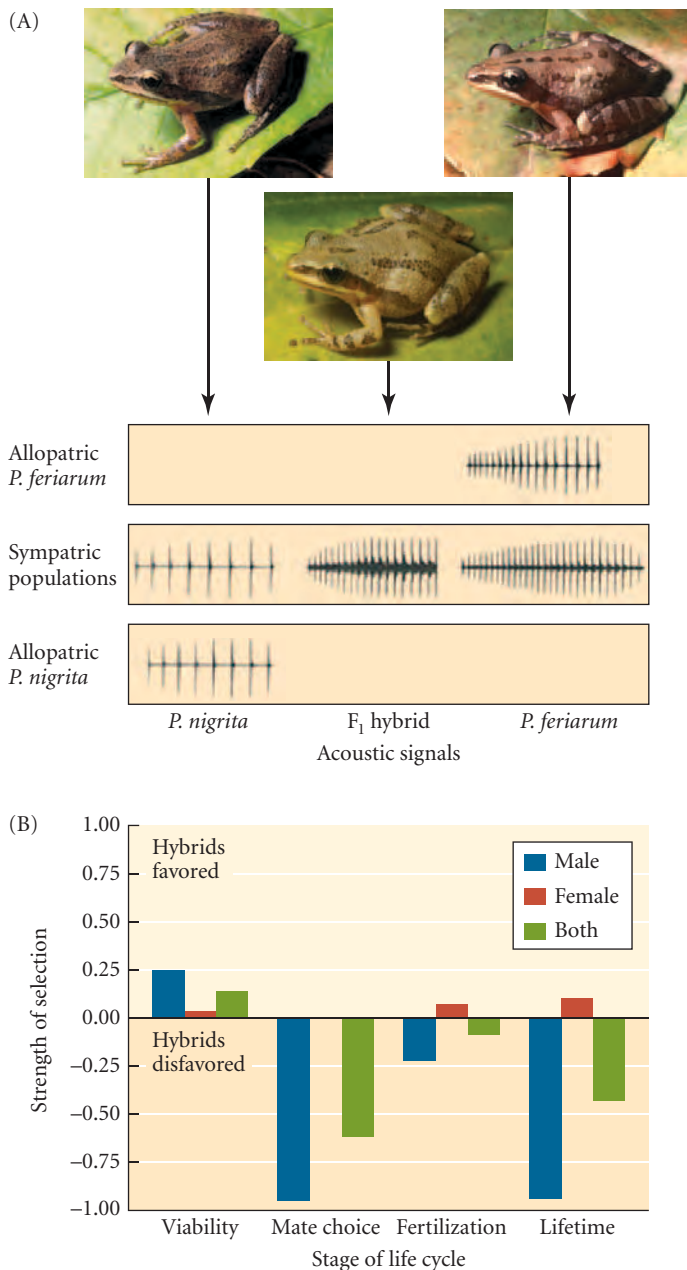 (A)
Allopatric
P. feriarum
Sympatric
populations
Allopatric
P. nigrita
P. nigrita F₁ hybrid P. feriarum
Acoustic signals
(B)
1.00
0.75
0.50
0.25
0.00
–0.25
–0.50
–0.75
–1.00
Strength of selection
Hybrids
favored
Hybrids
disfavored
Male
Female
Both
Viability Mate choice Fertilization Lifetime
Stage of life cycle